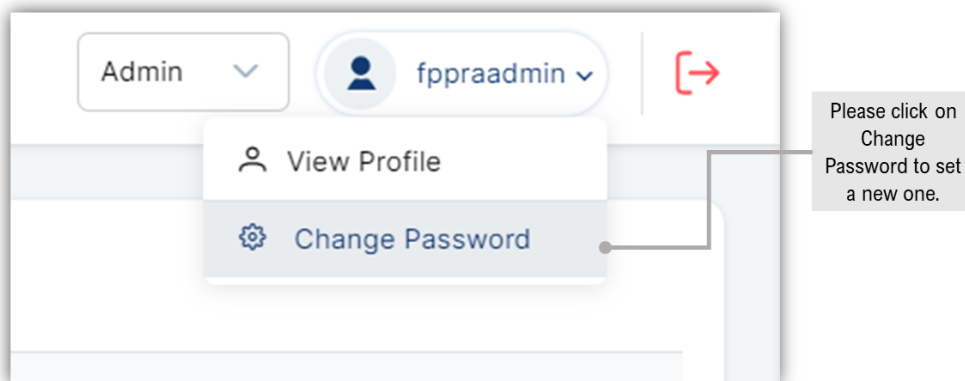 Admin
fppraadmin
View Profile
Change Password
Please click on
Change
Password to set
a new one.